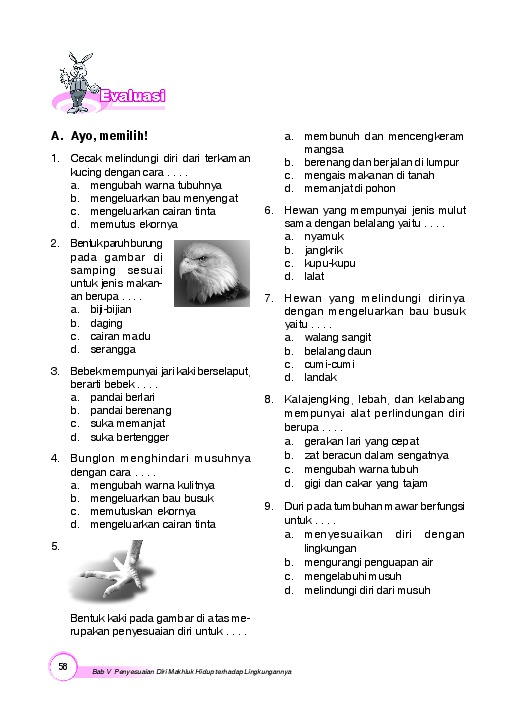 Evaluasi
A. Ayo, memilih!
1. Cecak melindungi diri dari terkaman
kucing dengan cara . . . .
a. mengubah warna tubuhnya
b. mengeluarkan bau menyengat
c. mengeluarkan cairan tinta
d. memutus ekornya
2. Bentuk paruh burung
pada gambar di
samping sesuai
untuk jenis makan-
an berupa . . . .
a. biji-bijian
b. daging
c. cairan madu
d. serangga
3. Bebek mempunyai jari kaki berselaput,
berarti bebek . . . .
a. pandai berlari
b. pandai berenang
c. suka memanjat
d. suka bertengger
4. Bunglon menghindari musuhnya
dengan cara . . . .
a. mengubah warna kulitnya
b. mengeluarkan bau busuk
c. memutuskan ekornya
d. mengeluarkan cairan tinta
5.
Bentuk kaki pada gambar di atas me-
rupakan penyesuaian diri untuk . . . .
a. membunuh dan mencengkeram
mangsa
b. berenang dan berjalan di lumpur
c. mengais makanan di tanah
d. memanjat di pohon
6. Hewan yang mempunyai jenis mulut
sama dengan belalang yaitu . . . .
a. nyamuk
b. jangkrik
c. kupu-kupu
d. lalat
7. Hewan yang melindungi dirinya
dengan mengeluarkan bau busuk
yaitu . . . .
a. walang sangit
b. belalang daun
c. cumi-cumi
d. landak
8. Kalajengking, lebah, dan kelabang
mempunyai alat perlindungan diri
berupa . . . .
a. gerakan lari yang cepat
b. zat beracun dalam sengatnya
c. mengubah warna tubuh
d. gigi dan cakar yang tajam
9. Duri pada tumbuhan mawar berfungsi
untuk . . . .
a. menyesuaikan diri dengan
lingkungan
b. mengurangi penguapan air
c. mengelabuhi musuh
d. melindungi diri dari musuh
58
Bab V Penyesuaian Diri Makhluk Hidup terhadap Lingkungannya